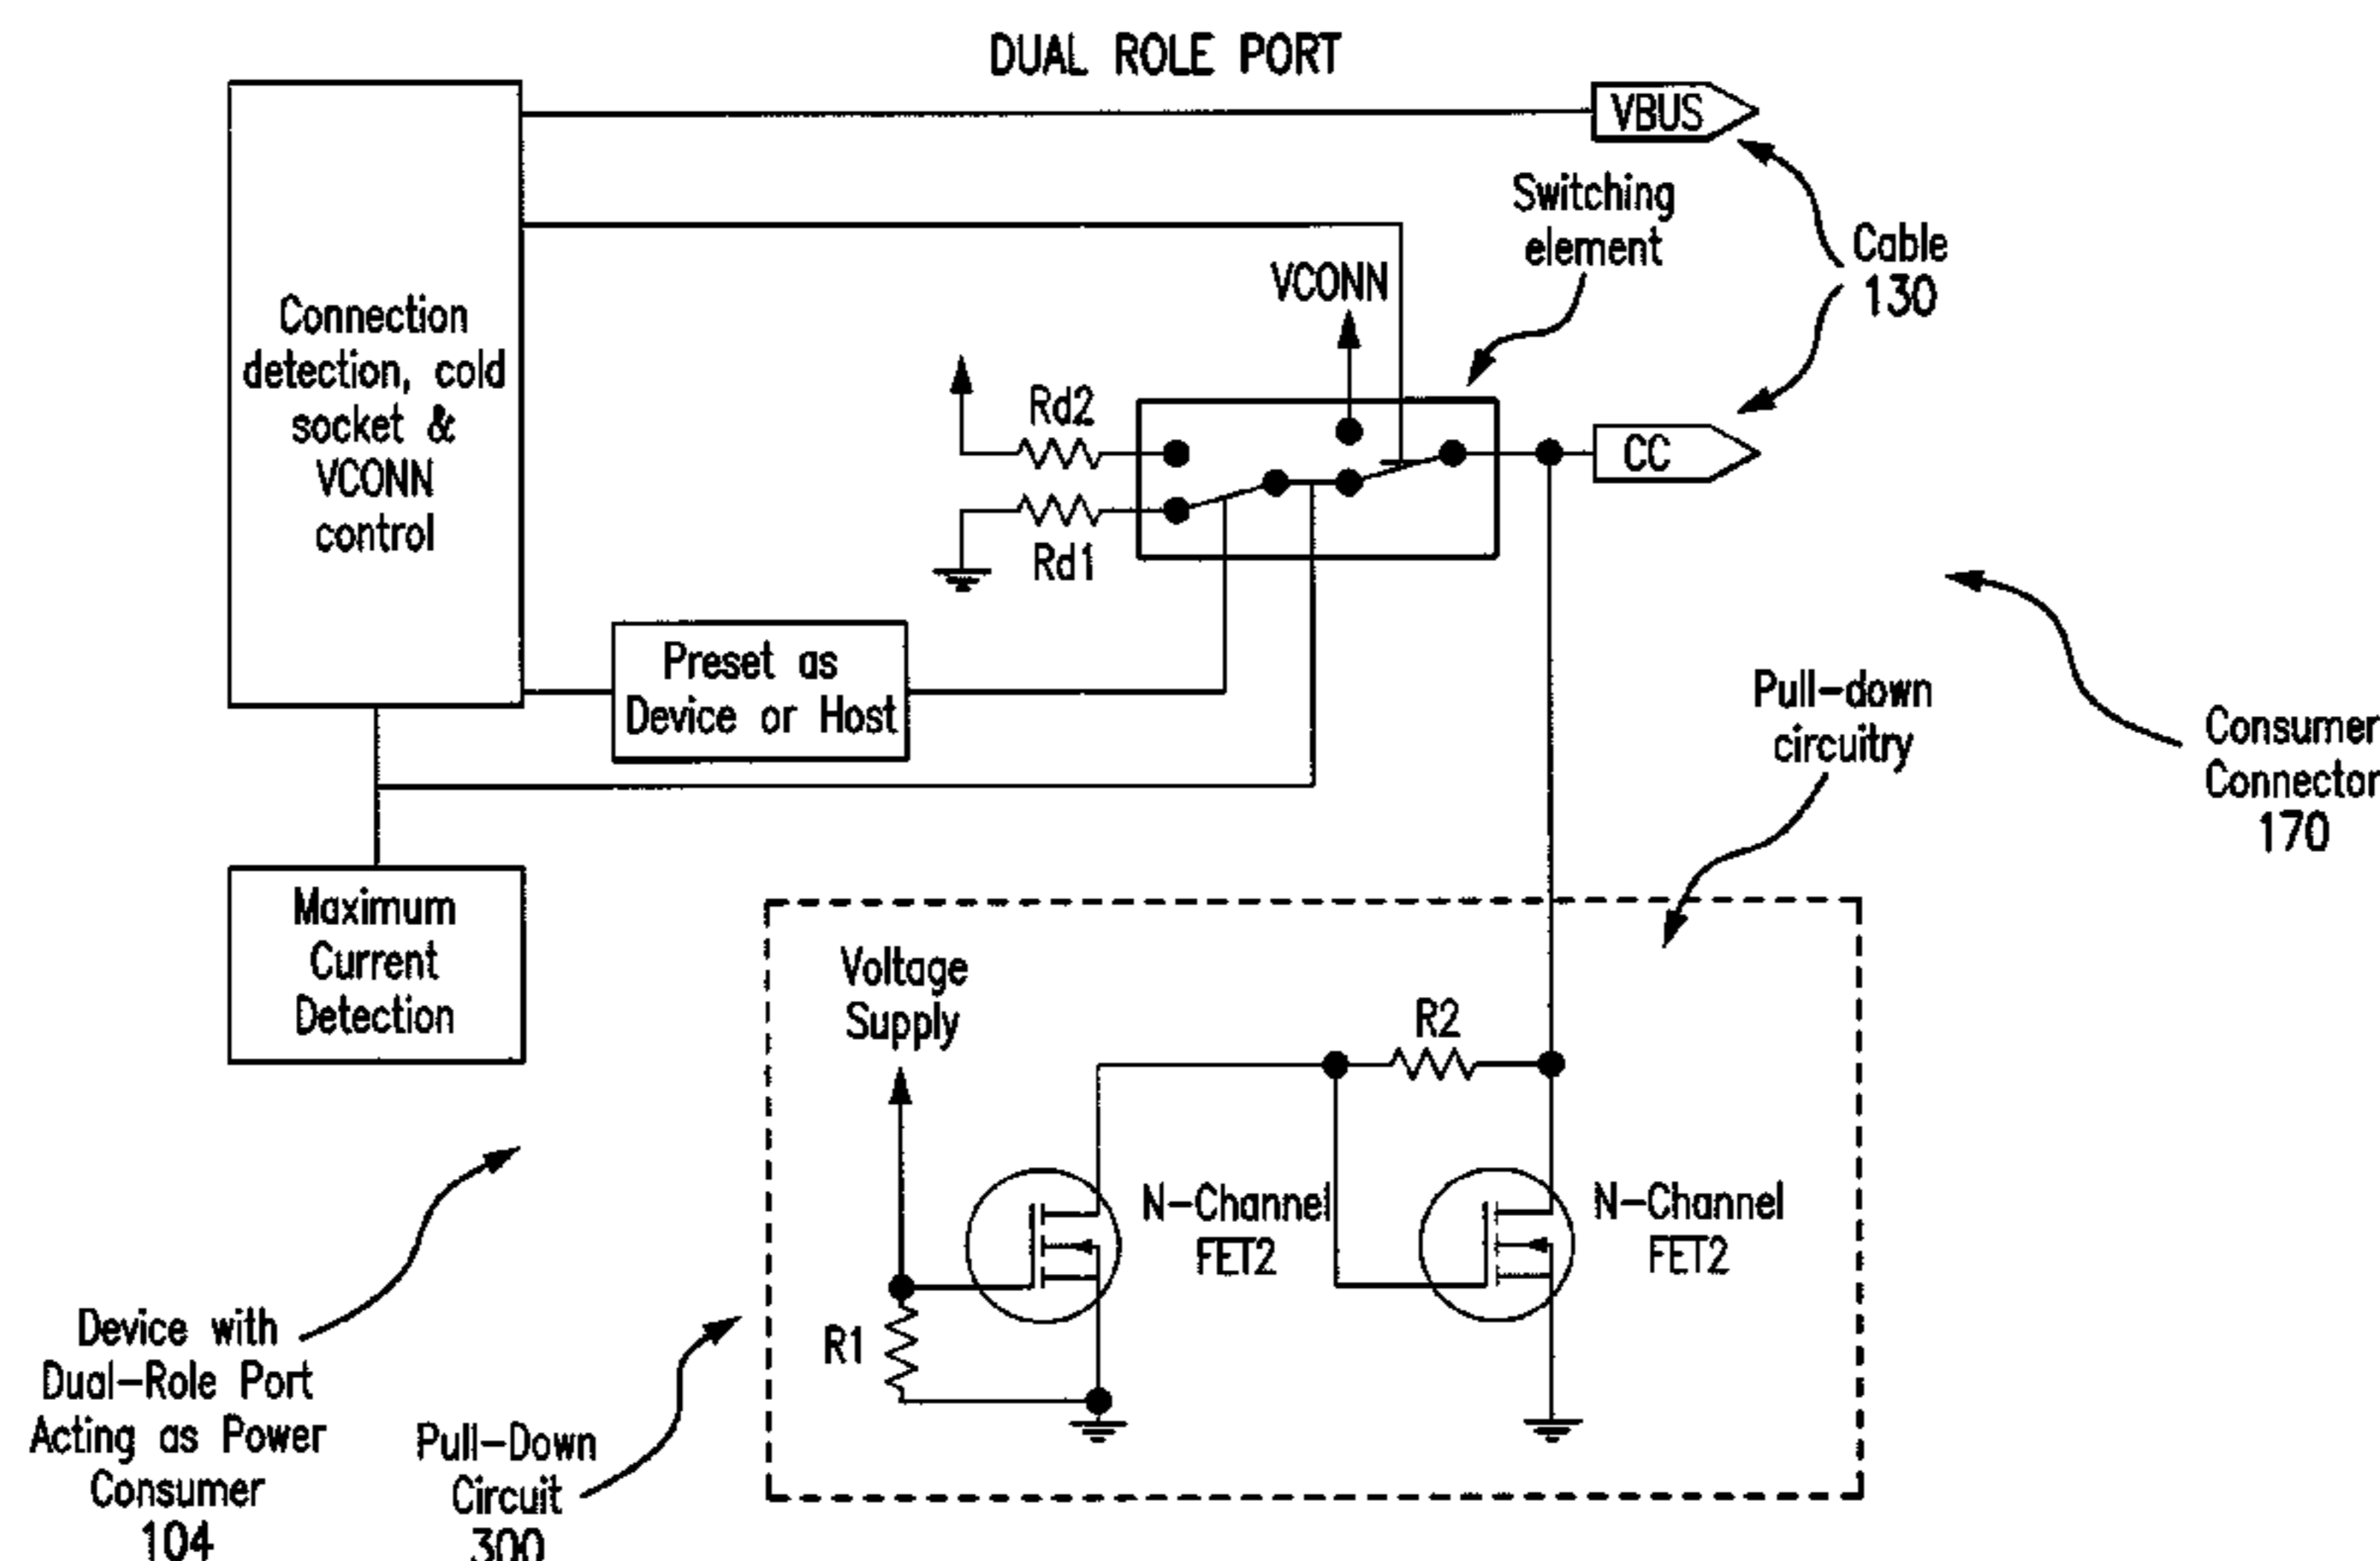 DUAL ROLE PORT
VBUS
Switching
element
Cable
130
VCONN
Connection
detection, cold
socket &
VCONN
control
Rd2
CC
Rd1
Preset as
Device or Host
Pull-down
circuitry
Consumer
Connector
170
Maximum
Current
Detection
Voltage
Supply
R2
N-Channel
FET2
N-Channel
FET2
R1
Device with
Dual-Role Port
Acting as Power
Consumer
104
Pull-Down
Circuit
300